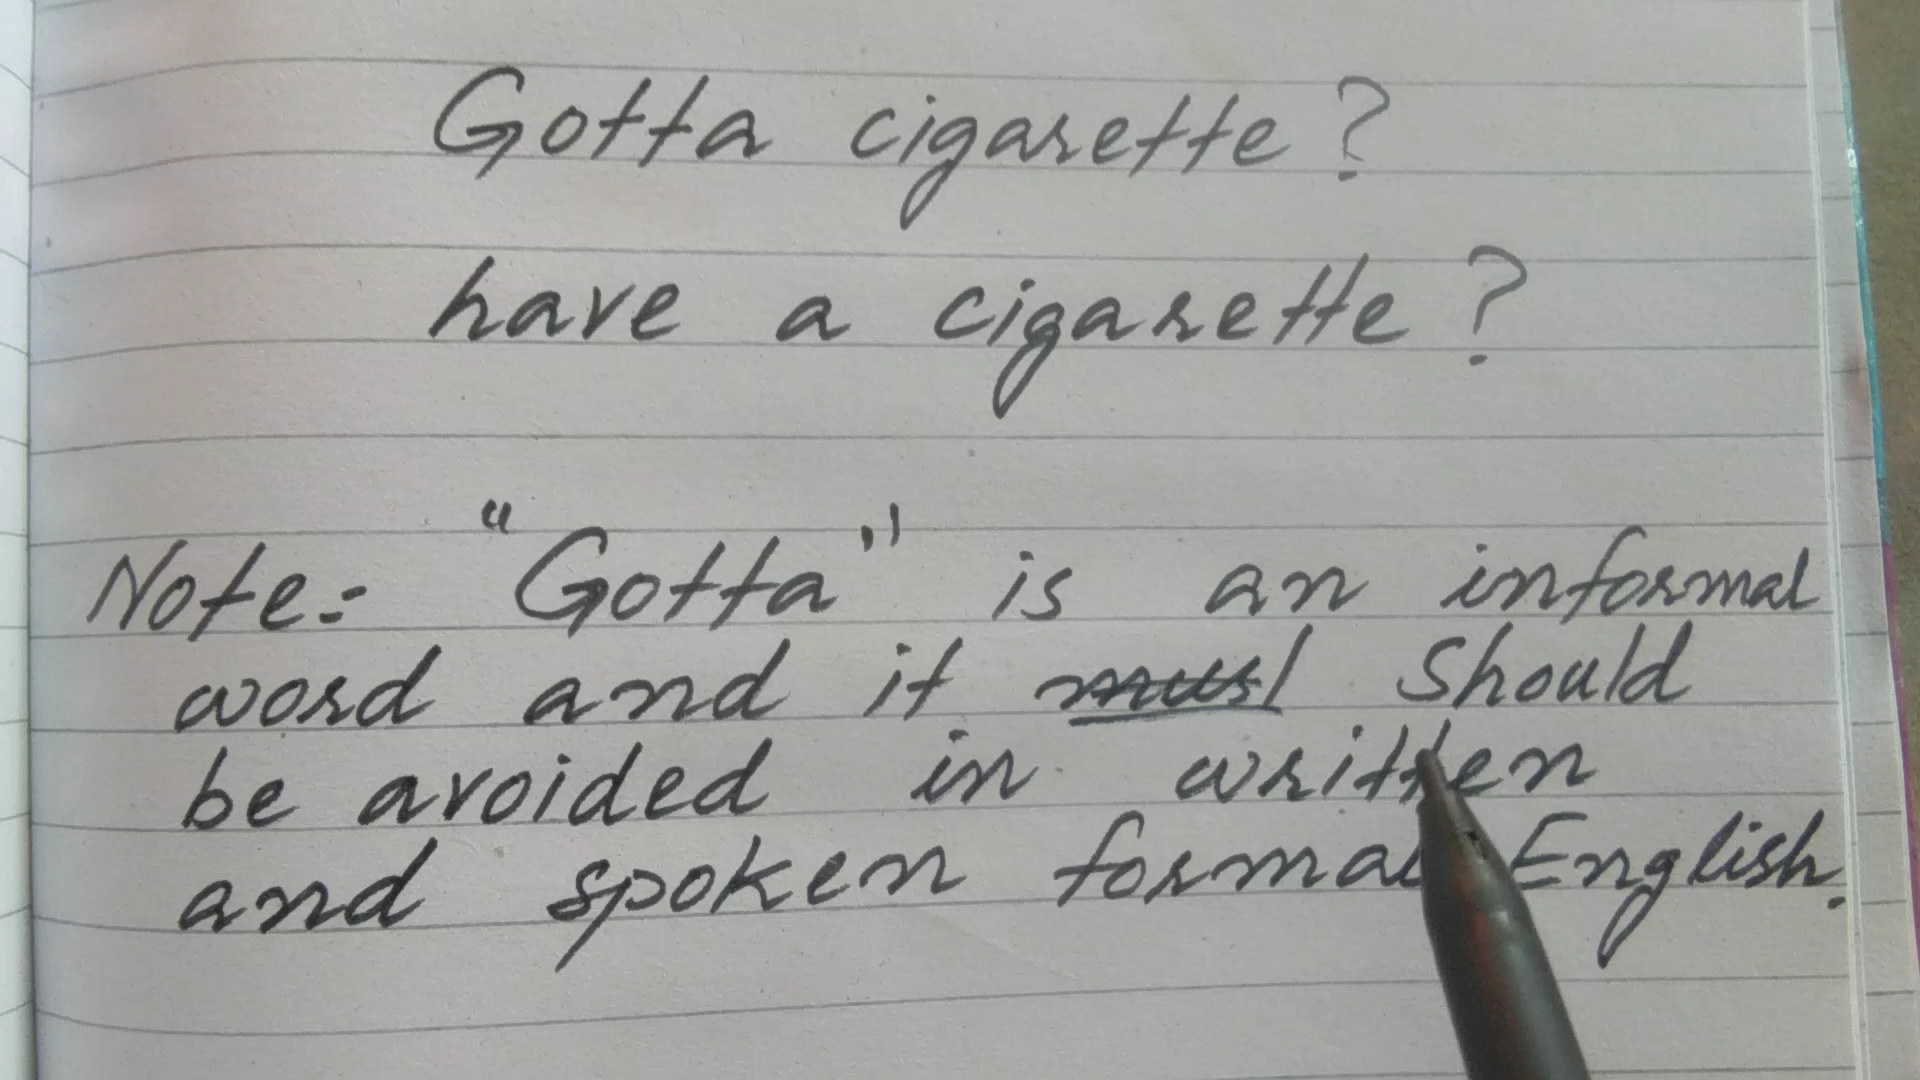 Gotta cigarette?
have a cigarette?
Note:- "Gotta" is an informal
word and it must Should
be avoided in written
and spoken formal English.